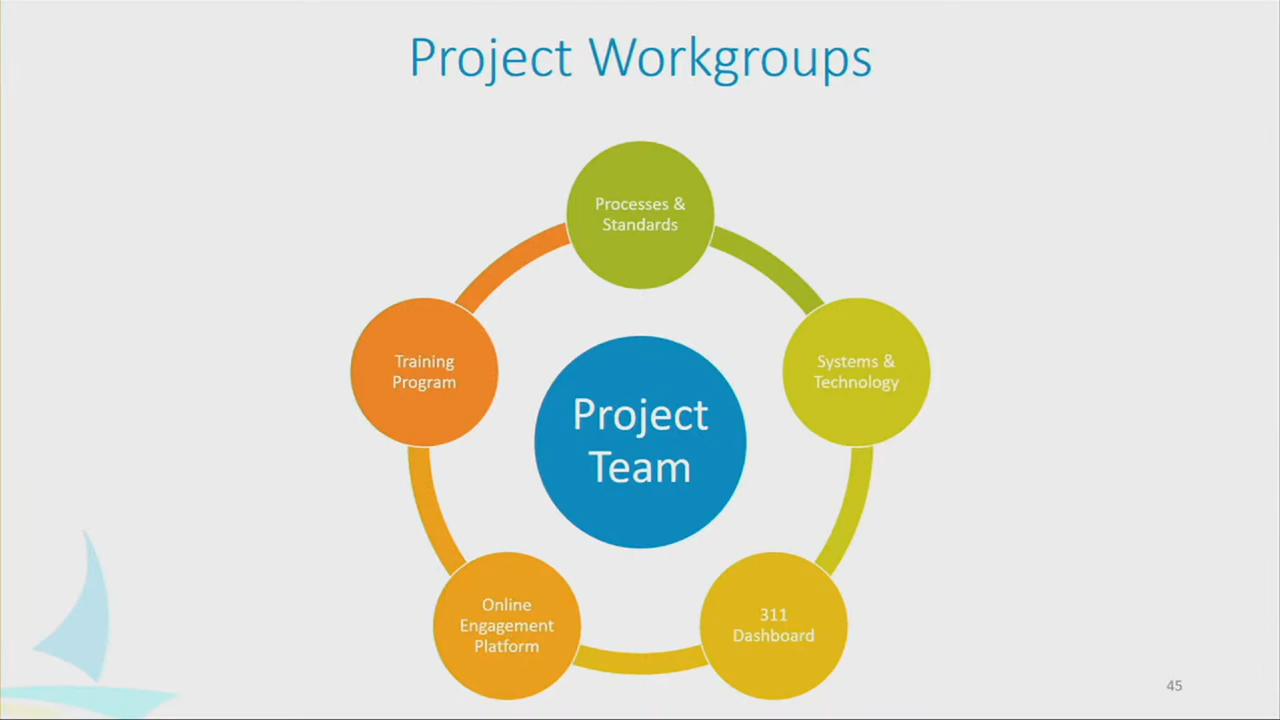 Project Workgroups
Processes &
Standards
Systems &
Technology
311
Dashboard
Online
Engagement
Platform
Training
Program
Project
Team
45